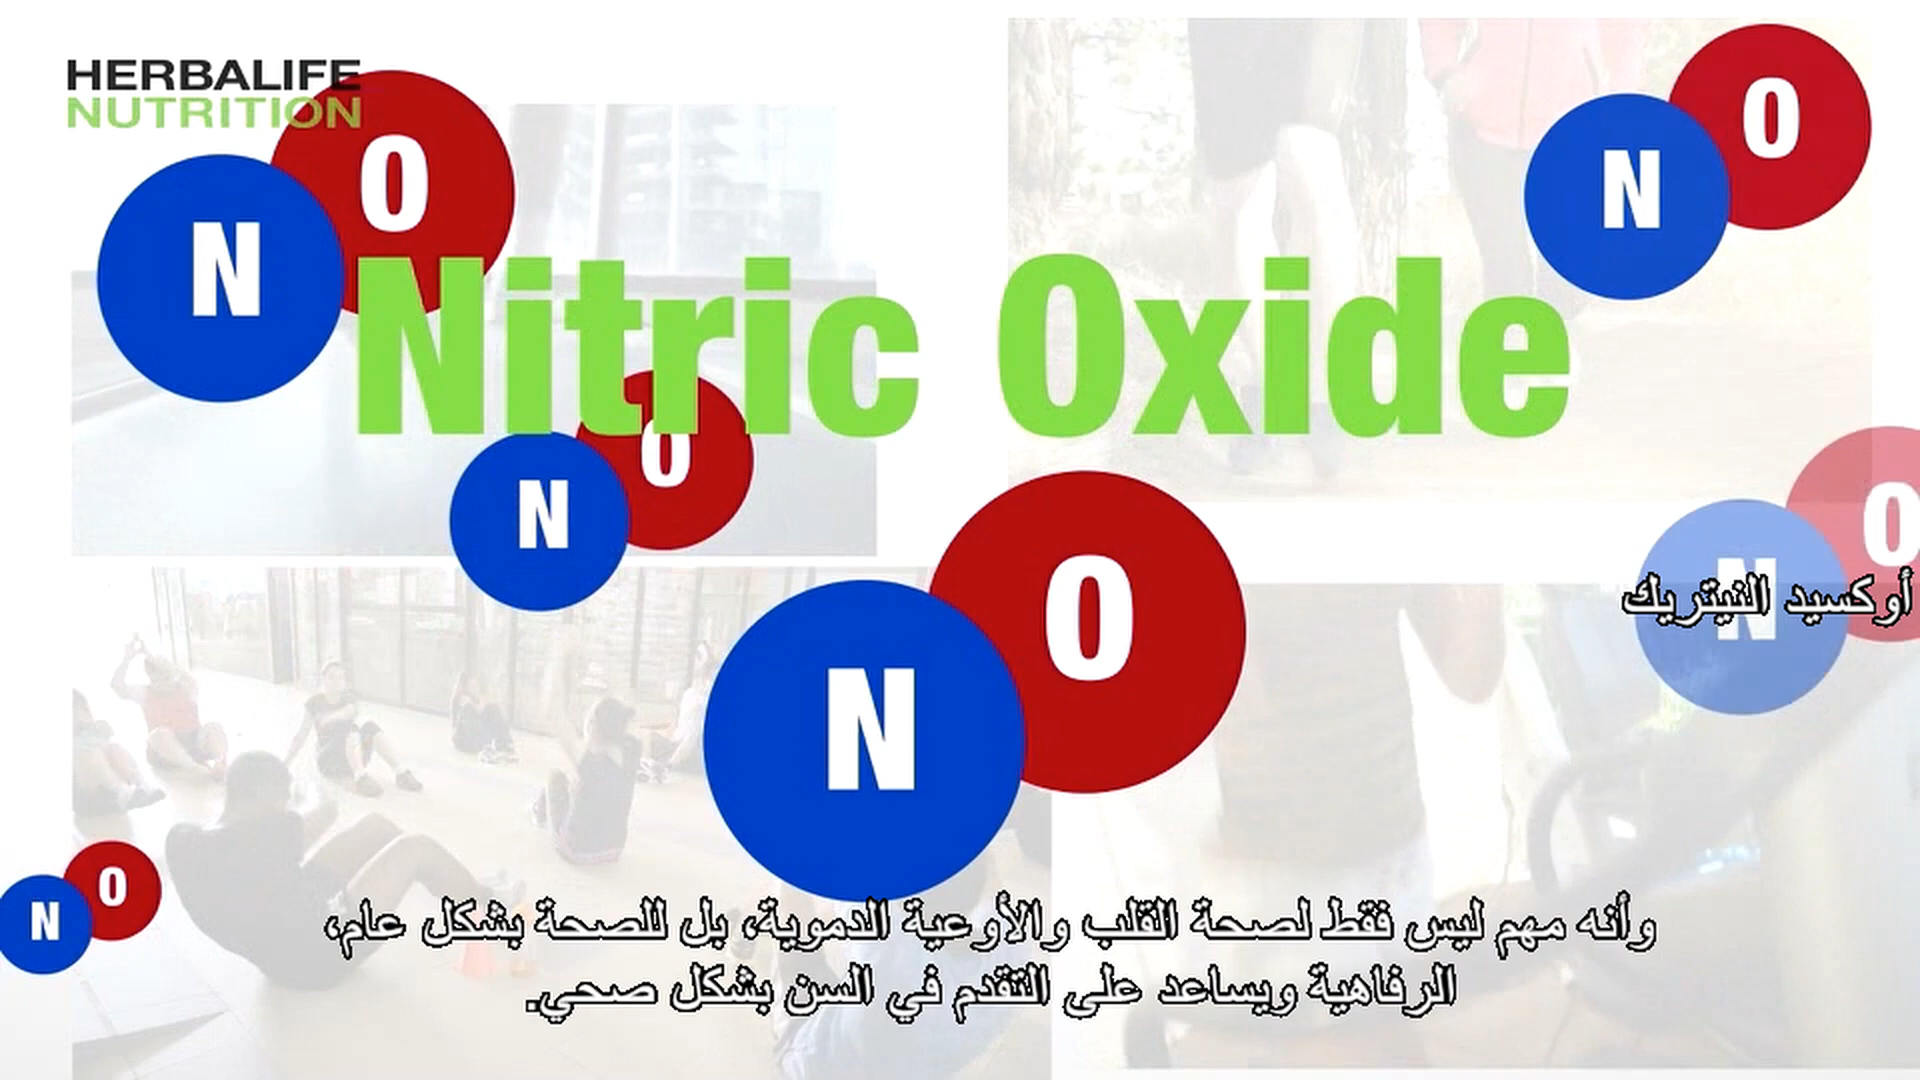 HERBALIFE
NUTRITION
N O
N O
Nitric Oxide
N O
N O
أوكسيد النيتريك
N O
N O
وأنه مهم ليس فقط لصحة القلب والأوعية الدموية، بل للصحة بشكل عام،
الرفاهية ويساعد على التقدم في السن بشكل صحي.